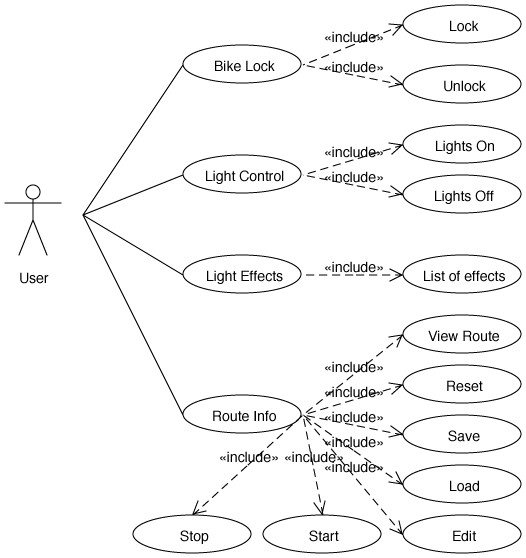 Lock
«include»
Bike Lock
«include»
Unlock
Lights On
«include»
Light Control
«include»
Lights Off
User
Light Effects
«include»
List of effects
View Route
«include»
Reset
«include»
Route Info
«include»
Save
«include»
«include»
«include»
«include»
Load
Stop
Start
Edit